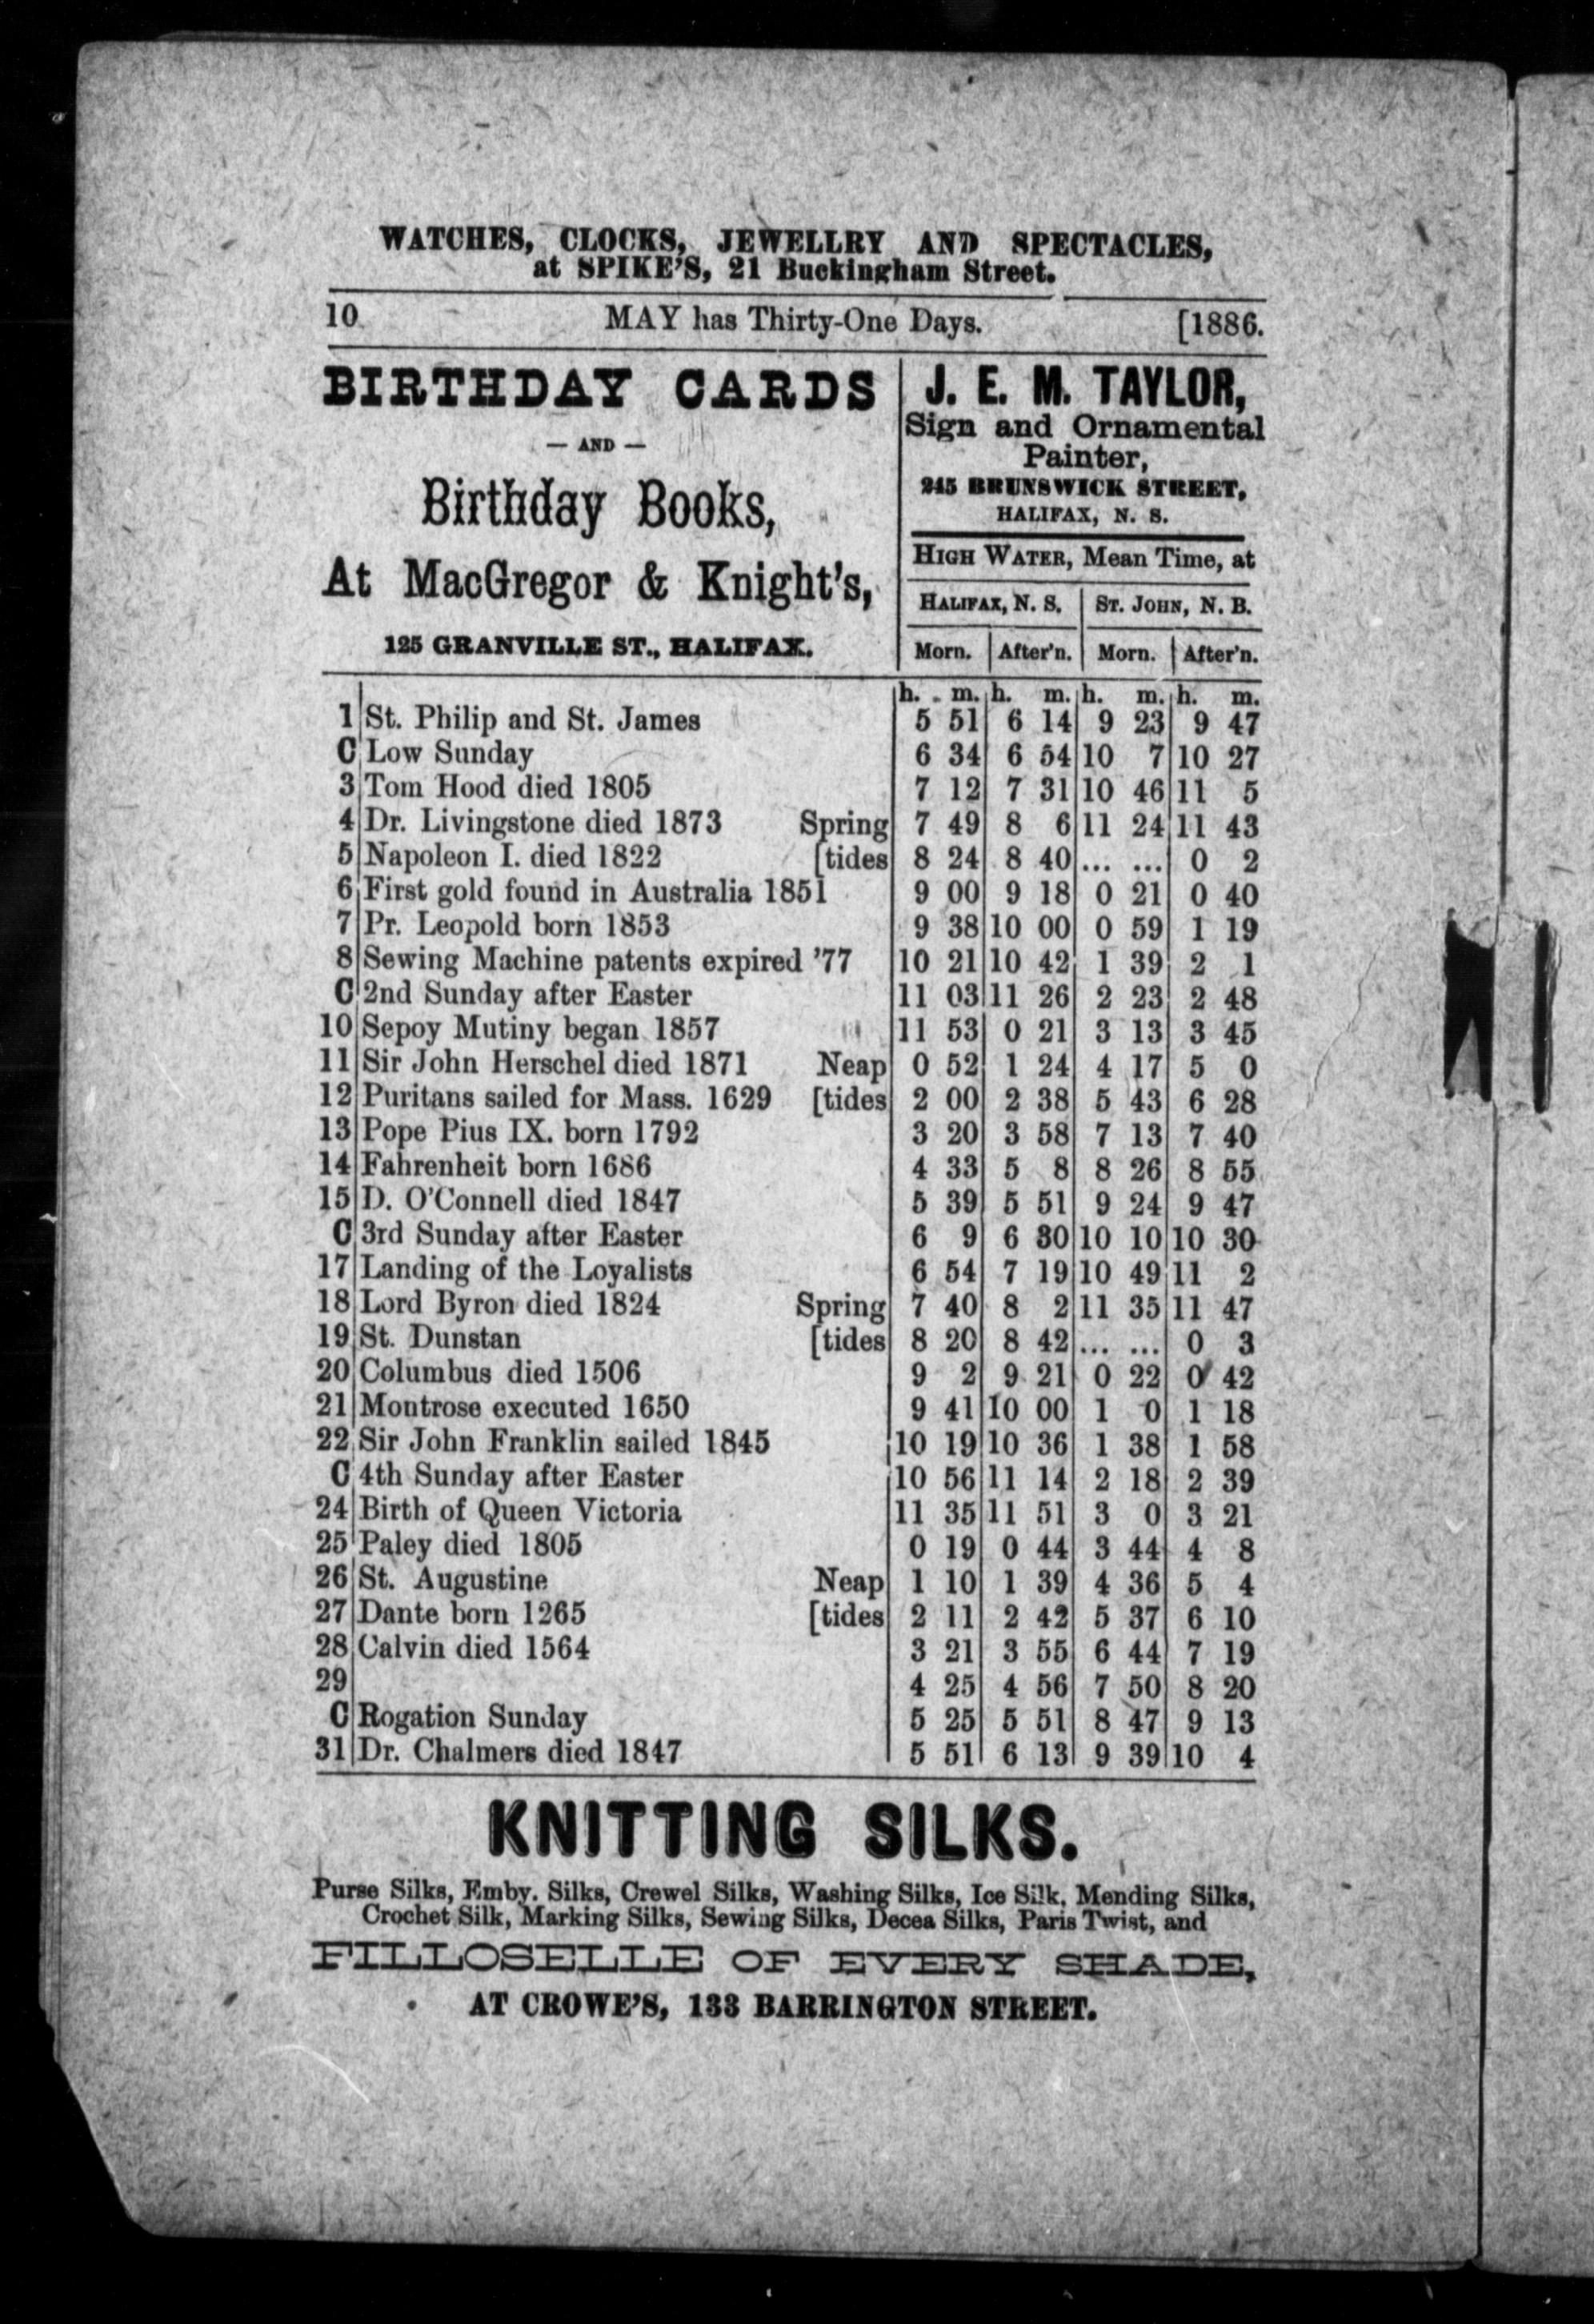 WATCHES, CLOCKS, JEWELLRY AND SPECTACLES,
at SPIKE'S, 21 Buckingham Street.
10 MAY has Thirty-One Days. [1886.
BIRTHDAY CARDS
— AND —
Birthday Books,
At MacGregor & Knight's,
125 GRANVILLE ST., HALIFAX.
J. E. M. TAYLOR,
Sign and Ornamental
Painter,
245 BRUNSWICK STREET,
HALIFAX, N. S.
HIGH WATER, Mean Time, at
HALIFAX, N. S. ST. JOHN, N. B.
Morn. After'n. Morn. After'n.
h. m. h. m. h. m. h. m.
1 St. Philip and St. James 5 51 6 14 9 23 9 47
C Low Sunday 6 34 6 54 10 7 10 27
3 Tom Hood died 1805 7 12 7 31 10 46 11 5
4 Dr. Livingstone died 1873 Spring 7 49 8 6 11 24 11 43
5 Napoleon I. died 1822 [tides 8 24 8 40 ... ... 0 2
6 First gold found in Australia 1851 9 00 9 18 0 21 0 40
7 Pr. Leopold born 1853 9 38 10 00 0 59 1 19
8 Sewing Machine patents expired '77 10 21 10 42 1 39 2 1
C 2nd Sunday after Easter 11 03 11 26 2 23 2 48
10 Sepoy Mutiny began 1857 11 53 0 21 3 13 3 45
11 Sir John Herschel died 1871 Neap 0 52 1 24 4 17 5 0
12 Puritans sailed for Mass. 1629 [tides 2 00 2 38 5 43 6 28
13 Pope Pius IX. born 1792 3 20 3 58 7 13 7 40
14 Fahrenheit born 1686 4 33 5 8 8 26 8 55
15 D. O'Connell died 1847 5 39 5 51 9 24 9 47
C 3rd Sunday after Easter 6 9 6 30 10 10 10 30
17 Landing of the Loyalists 6 54 7 19 10 49 11 2
18 Lord Byron died 1824 Spring 7 40 8 2 11 35 11 47
19 St. Dunstan [tides 8 20 8 42 ... ... 0 3
20 Columbus died 1506 9 2 9 21 0 22 0 42
21 Montrose executed 1650 9 41 10 00 1 0 1 18
22 Sir John Franklin sailed 1845 10 19 10 36 1 38 1 58
C 4th Sunday after Easter 10 56 11 14 2 18 2 39
24 Birth of Queen Victoria 11 35 11 51 3 0 3 21
25 Paley died 1805 0 19 0 44 3 44 4 8
26 St. Augustine Neap 1 10 1 39 4 36 5 4
27 Dante born 1265 [tides 2 11 2 42 5 37 6 10
28 Calvin died 1564 3 21 3 55 6 44 7 19
29 4 25 4 56 7 50 8 20
C Rogation Sunday 5 25 5 51 8 47 9 13
31 Dr. Chalmers died 1847 5 51 6 13 9 39 10 4
KNITTING SILKS.
Purse Silks, Emby. Silks, Crewel Silks, Washing Silks, Ice Silk, Mending Silks,
Crochet Silk, Marking Silks, Sewing Silks, Decea Silks, Paris Twist, and
FILLOSELLE OF EVERY SHADE,
AT CROWE'S, 133 BARRINGTON STREET.